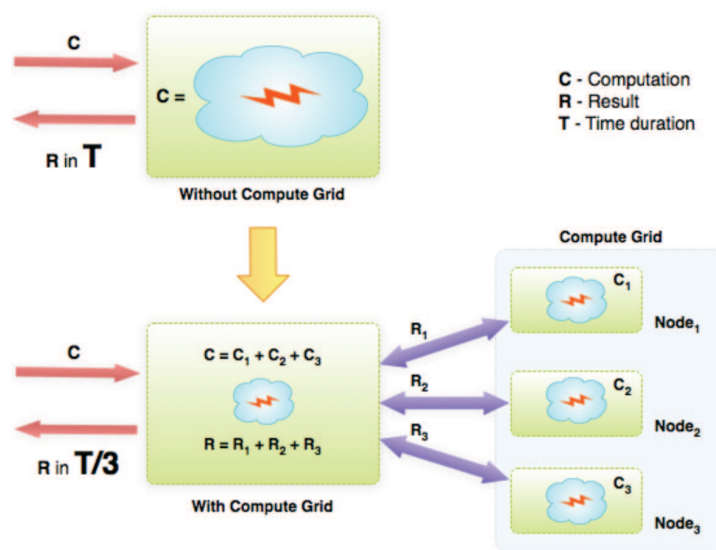 C
C =
R in T
Without Compute Grid
C - Computation
R - Result
T - Time duration
Compute Grid
C₁
Node₁
R₁
C
C = C₁ + C₂ + C₃
R₂
C₂
Node₂
R = R₁ + R₂ + R₃
R₃
R in T/3
C₃
With Compute Grid
Node₃